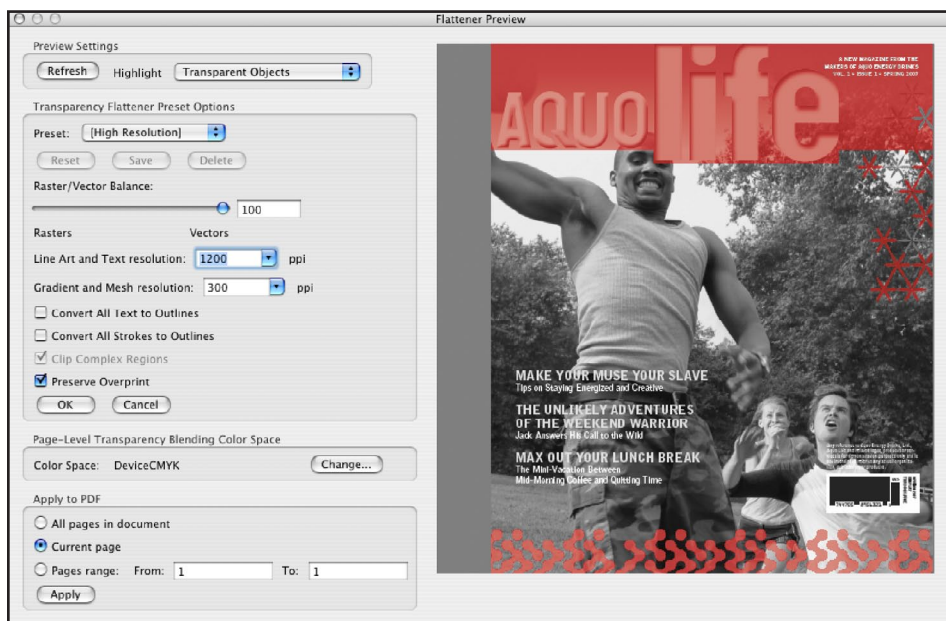 Flattener Preview
Preview Settings
Refresh Highlight Transparent Objects
Transparency Flattener Preset Options
Preset: [High Resolution]
Reset Save Delete
Raster/Vector Balance:
100
Rasters Vectors
Line Art and Text resolution: 1200 ppi
Gradient and Mesh resolution: 300 ppi
Convert All Text to Outlines
Convert All Strokes to Outlines
Clip Complex Regions
Preserve Overprint
OK Cancel
Page-Level Transparency Blending Color Space
Color Space: DeviceCMYK Change...
Apply to PDF
All pages in document
Current page
Pages range: From: 1 To: 1
Apply
A NEW MAGAZINE FROM THE
MAKERS OF AQUO ENERGY DRINKS
VOL. 1 • ISSUE 1 • SPRING 2007
AQUO life
MAKE YOUR MUSE YOUR SLAVE
Tips on Staying Energized and Creative
THE UNLIKELY ADVENTURES
OF THE WEEKEND WARRIOR
Jack Answers His Call to the Wild
MAX OUT YOUR LUNCH BREAK
The Mini-Vacation Between
Mid-Morning Coffee and Quitting Time